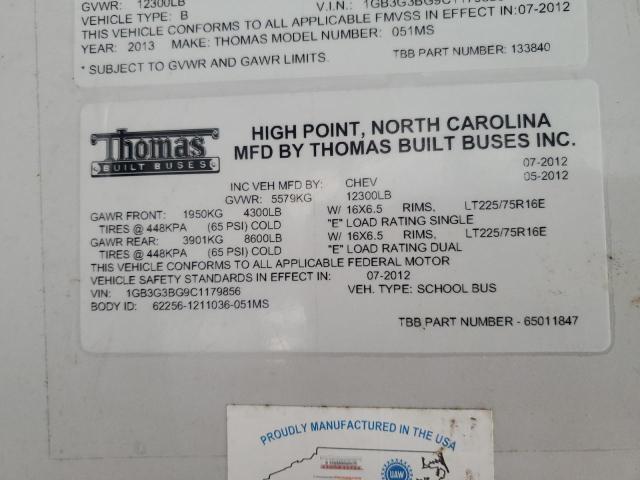 GVWR: 12300LB V.I.N.:
VEHICLE TYPE: B
THIS VEHICLE CONFORMS TO ALL APPLICABLE FMVSS IN EFFECT IN:07-2012
YEAR: 2013 MAKE: THOMAS MODEL NUMBER: 051MS
* SUBJECT TO GVWR AND GAWR LIMITS. TBB PART NUMBER: 133840
Thomas
BUILT BUSES
HIGH POINT, NORTH CAROLINA
MFD BY THOMAS BUILT BUSES INC.
07-2012
INC VEH MFD BY: CHEV 05-2012
GVWR: 5579KG 12300LB
GAWR FRONT: 1950KG 4300LB W/ 16X6.5 RIMS, LT225/75R16E
TIRES @ 448KPA (65 PSI) COLD "E" LOAD RATING SINGLE
GAWR REAR: 3901KG 8600LB W/ 16X6.5 RIMS, LT225/75R16E
TIRES @ 448KPA (65 PSI) COLD "E" LOAD RATING DUAL
THIS VEHICLE CONFORMS TO ALL APPLICABLE FEDERAL MOTOR
VEHICLE SAFETY STANDARDS IN EFFECT IN: 07-2012
VIN: 1GB3G3BG9C1179856 VEH. TYPE: SCHOOL BUS
BODY ID: 62256-1211036-051MS
TBB PART NUMBER - 65011847
PROUDLY MANUFACTURED IN THE USA
UAW